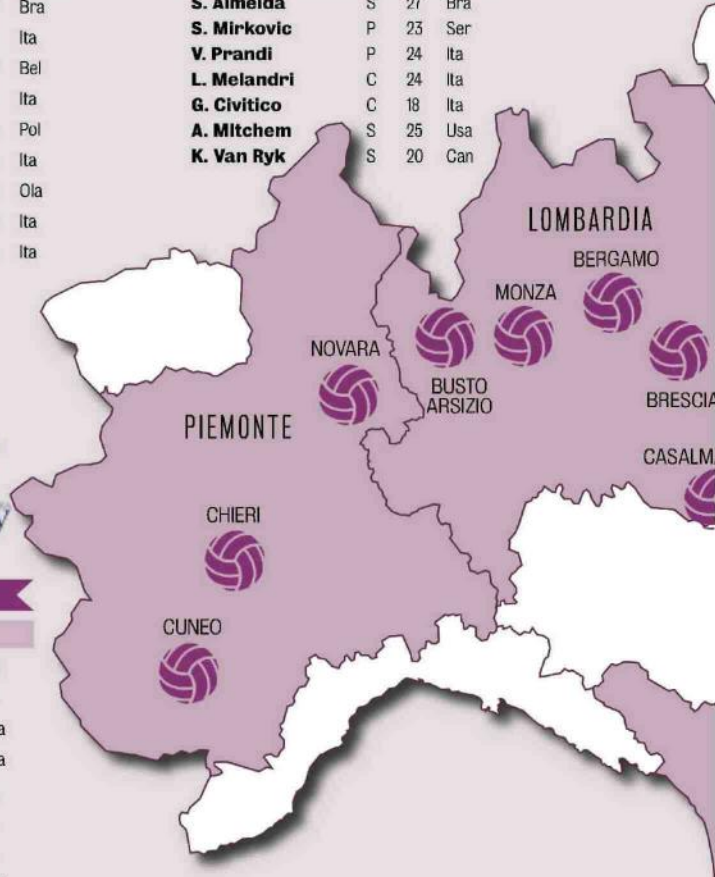 Bra
Ita
Bel
Ita
Pol
Ita
Ola
Ita
Ita
S. Almeida S 27 Bra
S. Mirkovic P 23 Ser
V. Prandi P 24 Ita
L. Melandri C 24 Ita
G. Civitico C 18 Ita
A. Mitchem S 25 Usa
K. Van Ryk S 20 Can
LOMBARDIA
BERGAMO
MONZA
NOVARA
BUSTO
ARSIZIO
BRESCIA
PIEMONTE
CASALM
CHIERI
CUNEO
a
a